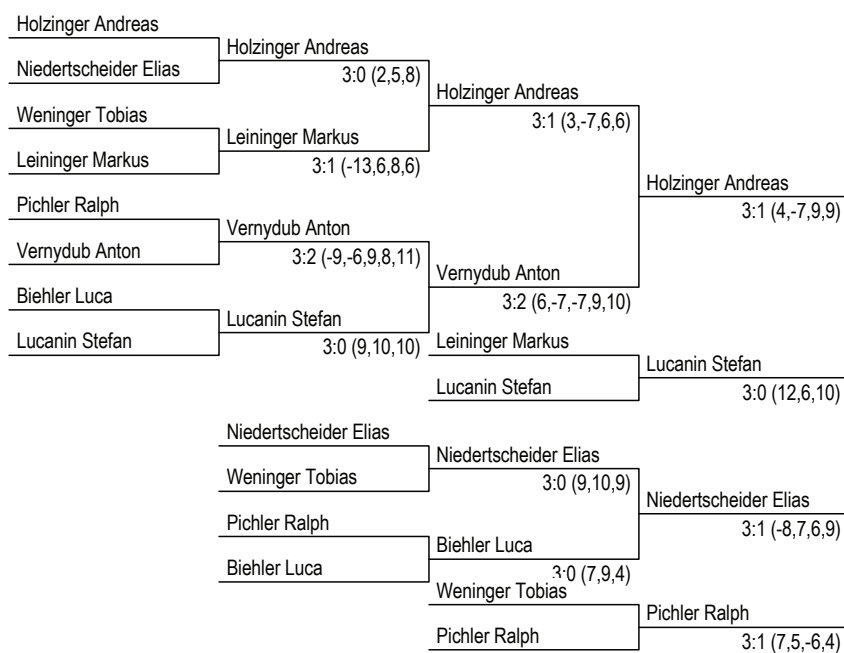 Holzinger Andreas
Holzinger Andreas
Niedertscheider Elias
3:0 (2,5,8)
Holzinger Andreas
Weninger Tobias
3:1 (3,-7,6,6)
Leininger Markus
Leininger Markus
3:1 (-13,6,8,6)
Holzinger Andreas
Pichler Ralph
3:1 (4,-7,9,9)
Vernydub Anton
Vernydub Anton
3:2 (-9,-6,9,8,11)
Vernydub Anton
Biehler Luca
3:2 (6,-7,-7,9,10)
Lucanin Stefan
Lucanin Stefan
3:0 (9,10,10)
Leininger Markus
Lucanin Stefan
Lucanin Stefan
3:0 (12,6,10)
Niedertscheider Elias
Niedertscheider Elias
Weninger Tobias
3:0 (9,10,9)
Niedertscheider Elias
Pichler Ralph
3:1 (-8,7,6,9)
Biehler Luca
Biehler Luca
3:0 (7,9,4)
Weninger Tobias
Pichler Ralph
Pichler Ralph
3:1 (7,5,-6,4)